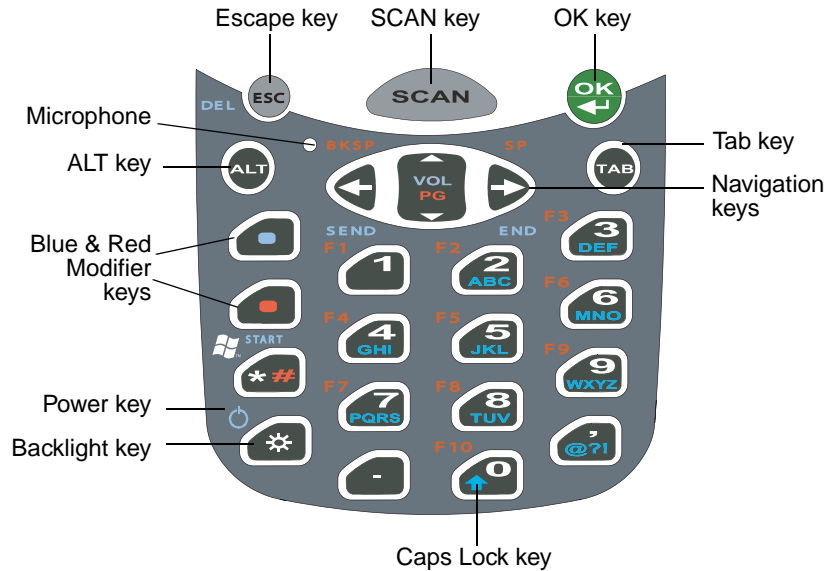 Escape key
SCAN key
OK key
DEL
ESC
SCAN
OK
Microphone
BKSP
SP
Tab key
ALT key
ALT
VOL
PG
TAB
Navigation
keys
SEND
END
Blue & Red
Modifier
keys
F1
1
F2
2
ABC
F3
3
DEF
F4
4
GHI
F5
5
JKL
F6
6
MNO
START
* #
F7
7
PQRS
F8
8
TUV
F9
9
WXYZ
Power key
Backlight key
-
F10
0
,
@?!
Caps Lock key